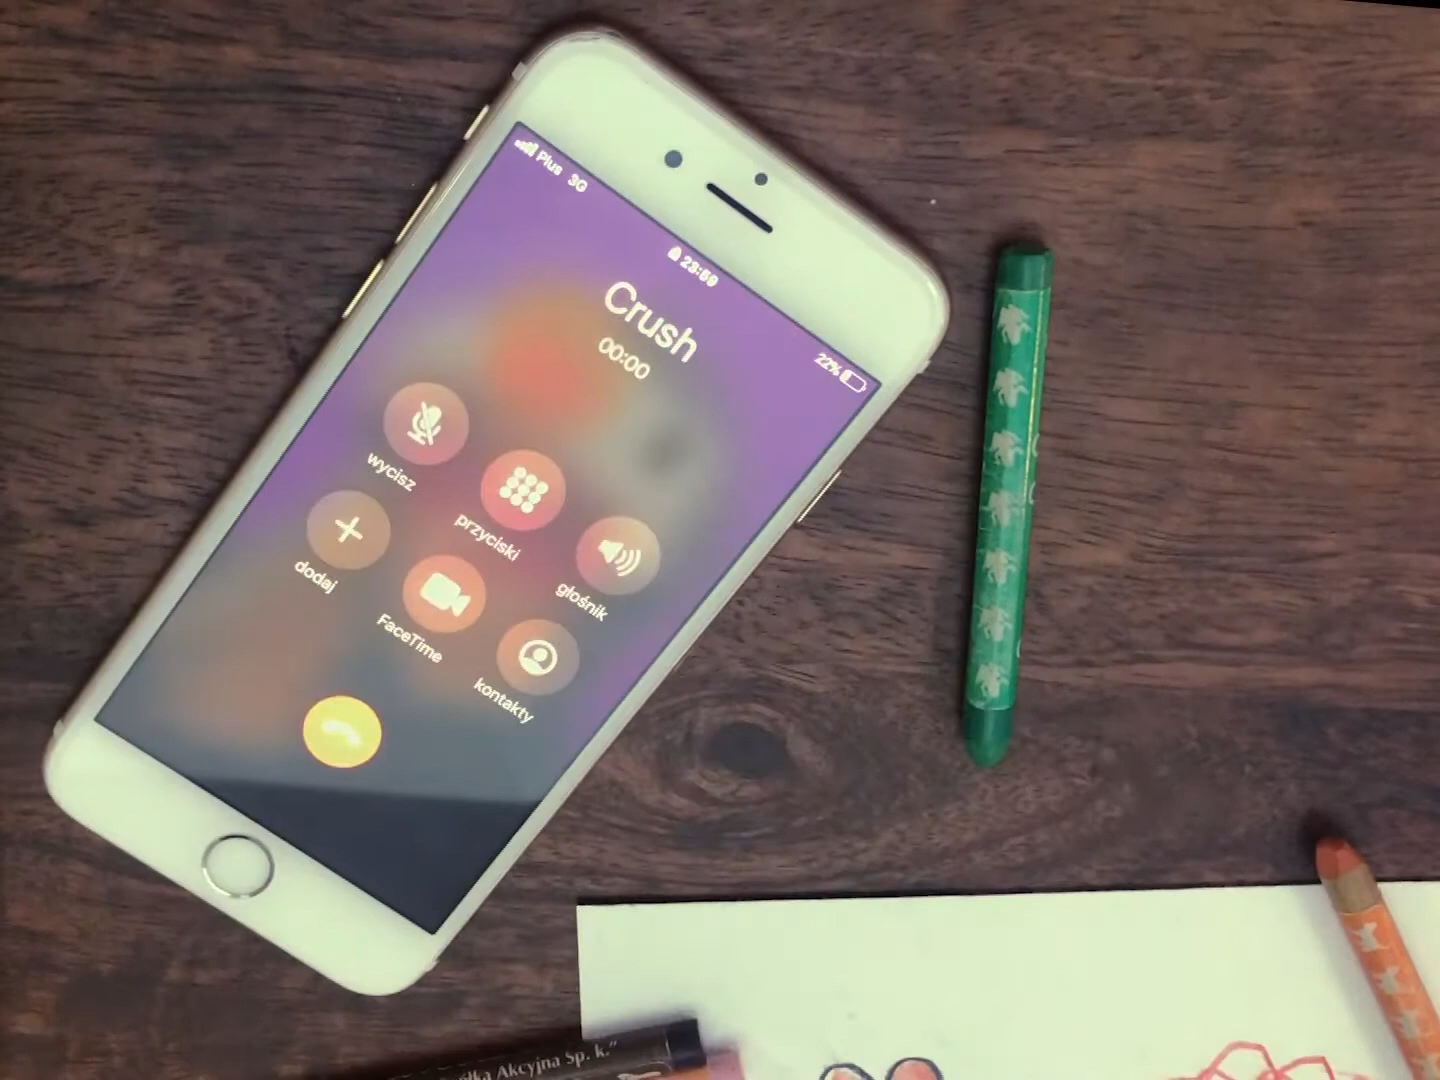 Plus 3G
23:59
22%
Crush
00:00
wycisz
przyciski
głośnik
dodaj
FaceTime
kontakty
Akcyjna Sp. k."